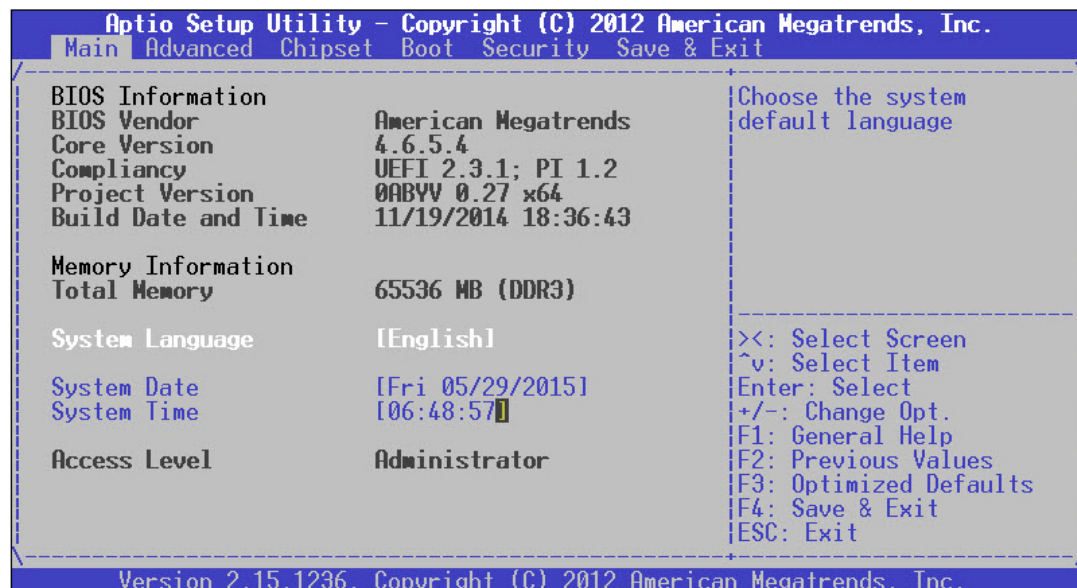 Aptio Setup Utility - Copyright (C) 2012 American Megatrends, Inc.
Main Advanced Chipset Boot Security Save & Exit
BIOS Information
BIOS Vendor American Megatrends
Core Version 4.6.5.4
Compliancy UEFI 2.3.1; PI 1.2
Project Version 0ABYV 0.27 x64
Build Date and Time 11/19/2014 18:36:43
Memory Information
Total Memory 65536 MB (DDR3)
System Language [English]
System Date [Fri 05/29/2015]
System Time [06:48:57]
Access Level Administrator
Choose the system
default language
><: Select Screen
^v: Select Item
Enter: Select
+/-: Change Opt.
F1: General Help
F2: Previous Values
F3: Optimized Defaults
F4: Save & Exit
ESC: Exit
Version 2.15.1236. Copyright (C) 2012 American Megatrends, Inc.